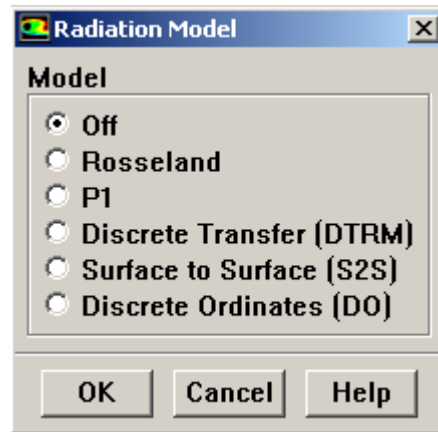 Radiation Model
Model
Off
Rosseland
P1
Discrete Transfer (DTRM)
Surface to Surface (S2S)
Discrete Ordinates (DO)
OK Cancel Help